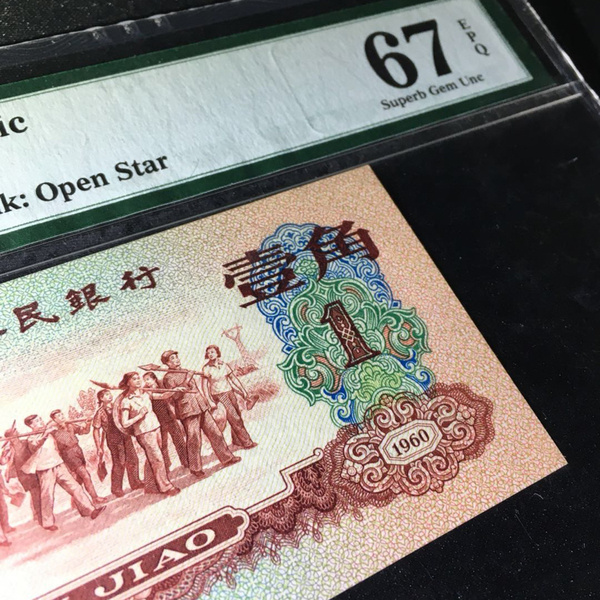 67
EPQ
Superb Gem Unc
ic
k: Open Star
民銀行
壹角
1
1960
JIAO